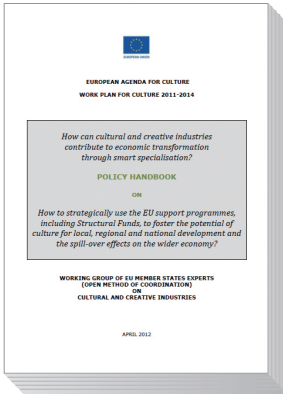 EUROPEAN UNION
EUROPEAN AGENDA FOR CULTURE
WORK PLAN FOR CULTURE 2011-2014
How can cultural and creative industries
contribute to economic transformation
through smart specialisation?
POLICY HANDBOOK
ON
How to strategically use the EU support programmes,
including Structural Funds, to foster the potential of
culture for local, regional and national development and
the spill-over effects on the wider economy?
WORKING GROUP OF EU MEMBER STATES EXPERTS
(OPEN METHOD OF COORDINATION)
ON
CULTURAL AND CREATIVE INDUSTRIES
APRIL 2012